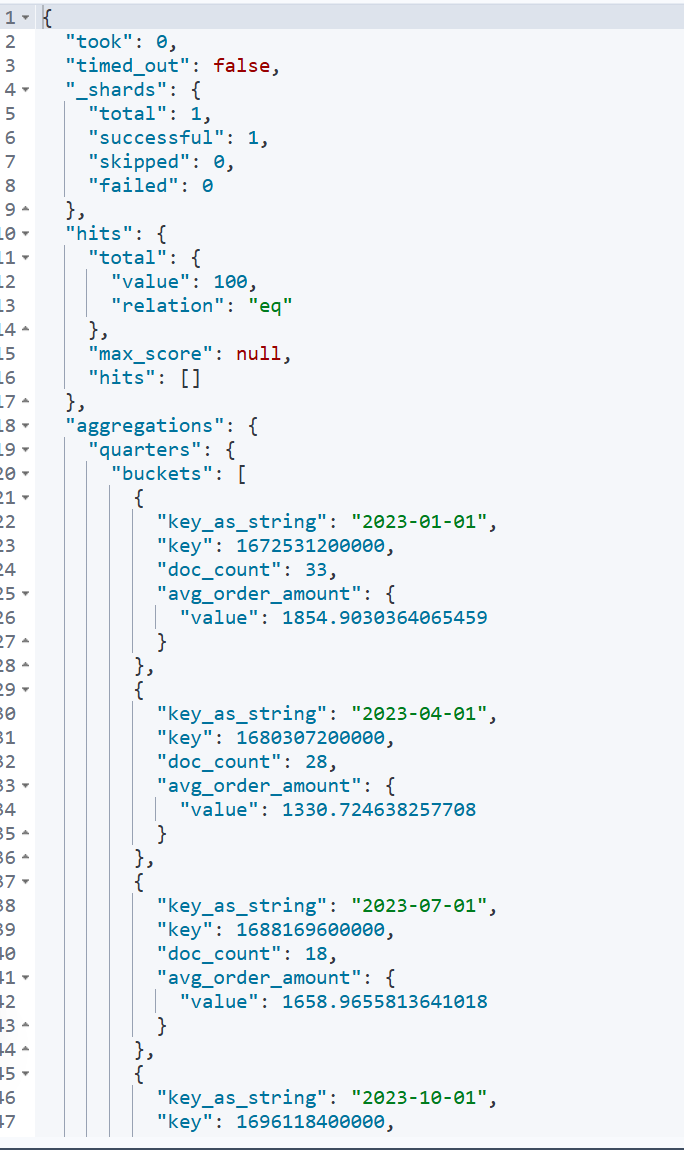 1 {
2   "took": 0,
3   "timed_out": false,
4   "_shards": {
5     "total": 1,
6     "successful": 1,
7     "skipped": 0,
8     "failed": 0
9   },
10   "hits": {
11     "total": {
12       "value": 100,
13       "relation": "eq"
14     },
15     "max_score": null,
16     "hits": []
17   },
18   "aggregations": {
19     "quarters": {
20       "buckets": [
21         {
22           "key_as_string": "2023-01-01",
23           "key": 1672531200000,
24           "doc_count": 33,
25           "avg_order_amount": {
26             "value": 1854.9030364065459
27           }
28         },
29         {
30           "key_as_string": "2023-04-01",
31           "key": 1680307200000,
32           "doc_count": 28,
33           "avg_order_amount": {
34             "value": 1330.724638257708
35           }
36         },
37         {
38           "key_as_string": "2023-07-01",
39           "key": 1688169600000,
40           "doc_count": 18,
41           "avg_order_amount": {
42             "value": 1658.9655813641018
43           }
44         },
45         {
46           "key_as_string": "2023-10-01",
47           "key": 1696118400000,